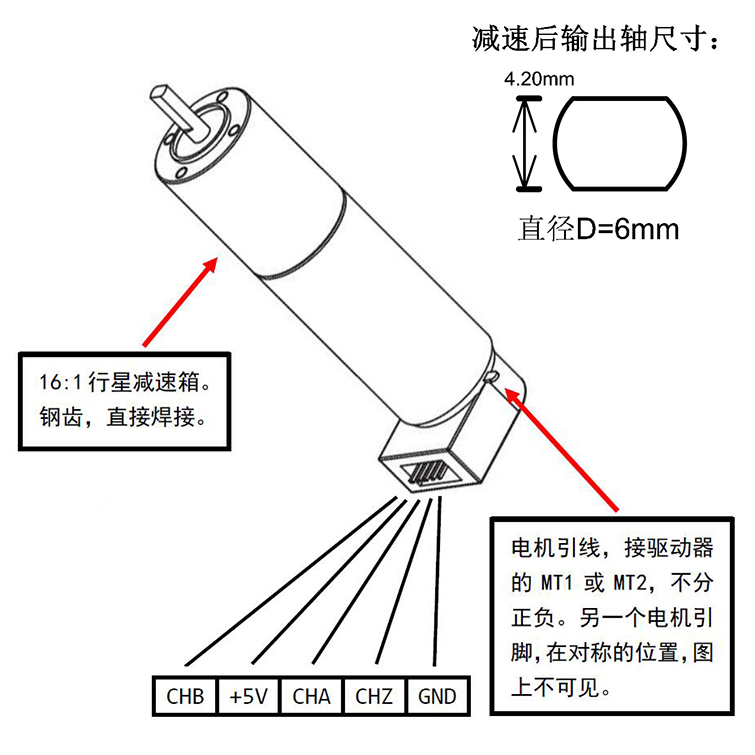 减速后输出轴尺寸：
4.20mm
直径D=6mm
16:1行星减速箱。
钢齿，直接焊接。
电机引线，接驱动器
的 MT1 或 MT2，不分
正负。另一个电机引
脚，在对称的位置，图
上不可见。
CHB +5V CHA CHZ GND